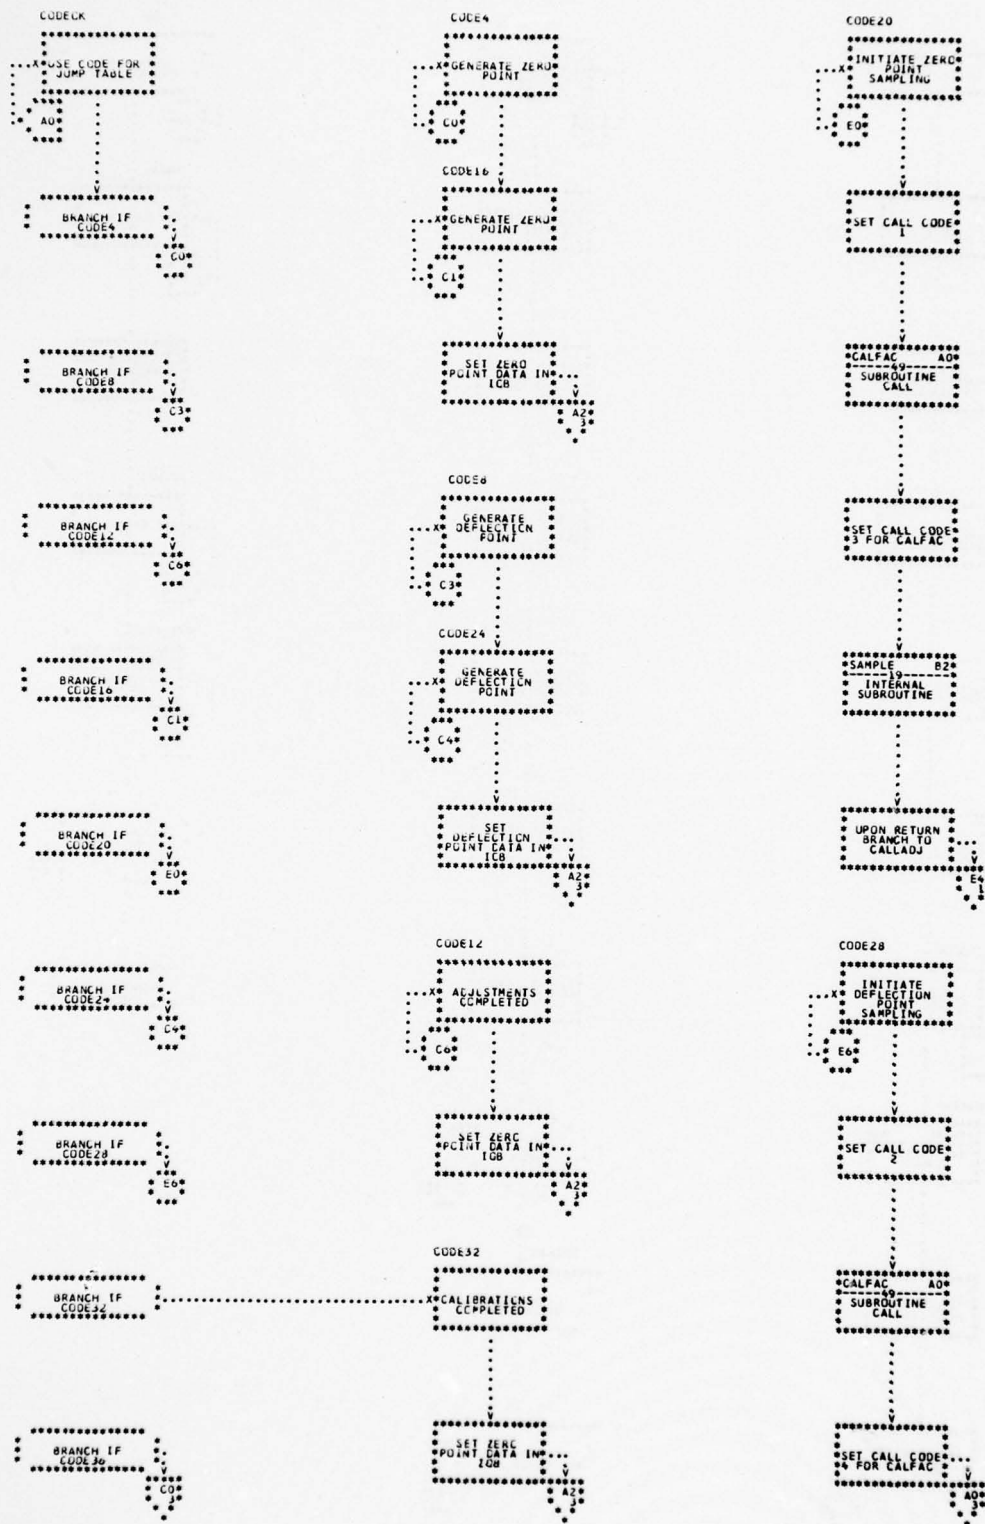 CODECK
USE CODE FOR
JUMP TABLE
A0
BRANCH IF
CODE4
C0
BRANCH IF
CODE8
C3
BRANCH IF
CODE12
C6
BRANCH IF
CODE16
C1
BRANCH IF
CODE20
E0
BRANCH IF
CODE24
C4
BRANCH IF
CODE28
E6
BRANCH IF
CODE32
BRANCH IF
CODE36
C0
3
CODE4
GENERATE ZERO
POINT
C0
CODE16
GENERATE ZERO
POINT
C1
SET ZERO
POINT DATA IN
ICB
A2
3
CODE8
GENERATE
DEFLECTION
POINT
C3
CODE24
GENERATE
DEFLECTION
POINT
C4
SET
DEFLECTION
POINT DATA IN
ICB
A2
3
CODE12
ADJUSTMENTS
COMPLETED
C6
SET ZERO
POINT DATA IN
IOB
A2
3
CODE32
CALIBRATIONS
COMPLETED
SET ZERO
POINT DATA IN
IOB
A2
3
CODE20
INITIATE ZERO
POINT
SAMPLING
E0
SET CALL CODE
1
CALFAC A0
49
SUBROUTINE
CALL
SET CALL CODE
3 FOR CALFAC
SAMPLE B2
19
INTERNAL
SUBROUTINE
UPON RETURN
BRANCH TO
CALLADJ
E4
1
CODE28
INITIATE
DEFLECTION
POINT
SAMPLING
E6
SET CALL CODE
2
CALFAC A0
49
SUBROUTINE
CALL
SET CALL CODE
4 FOR CALFAC
A0
3